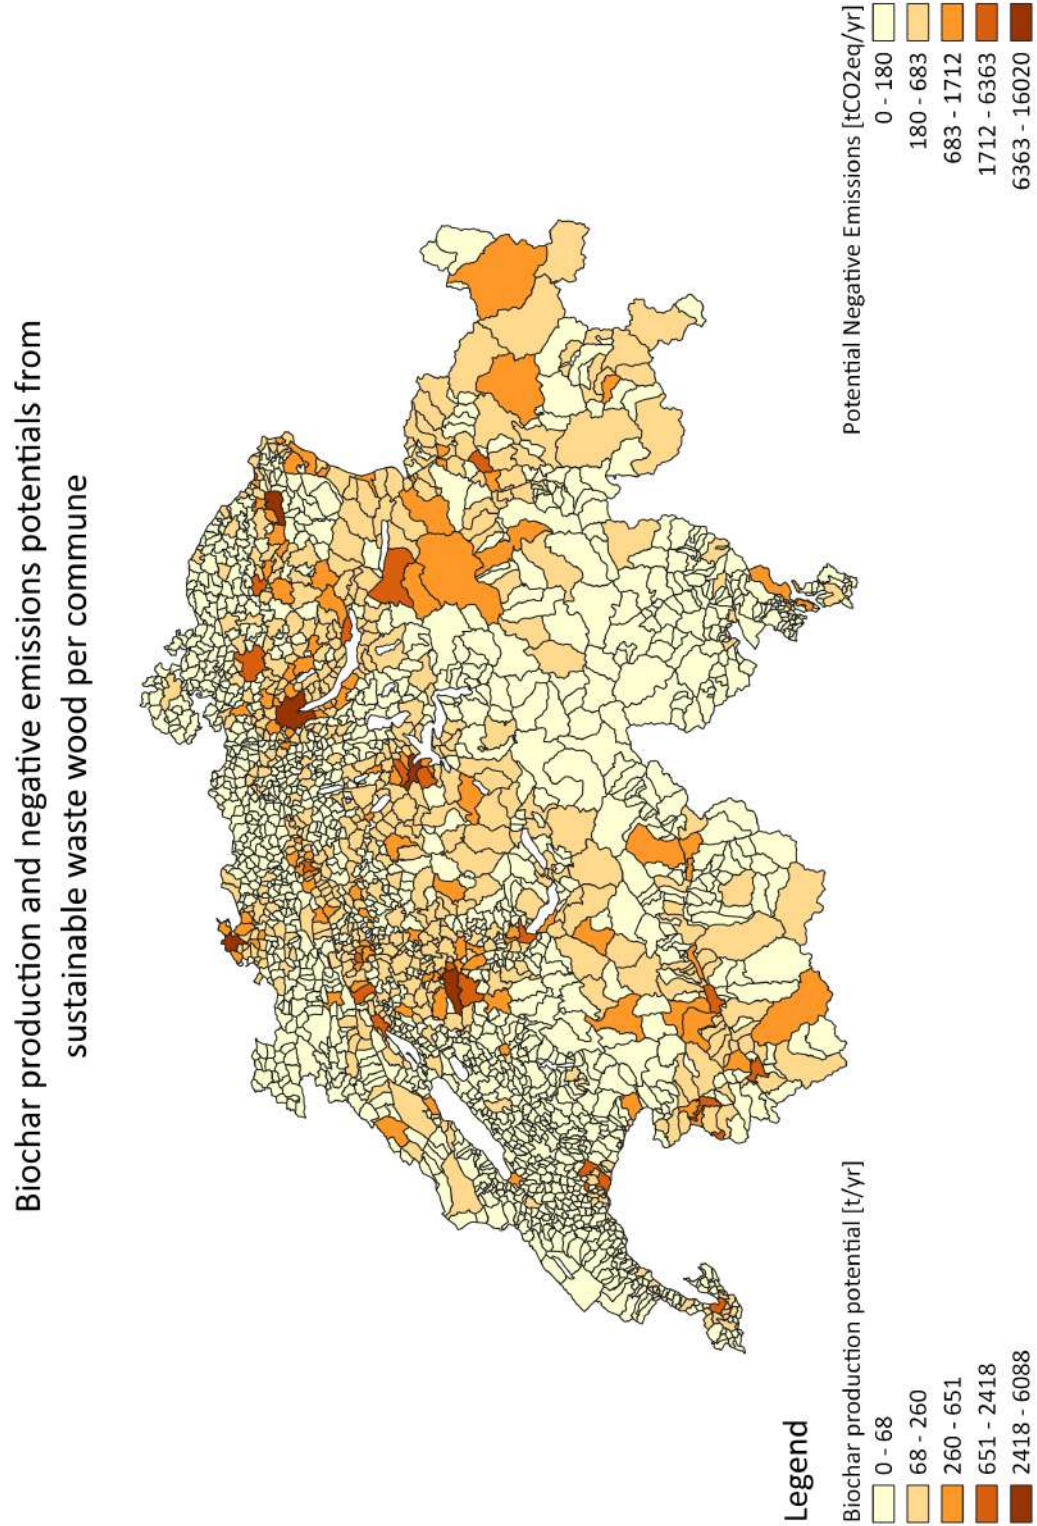 Biochar production and negative emissions potentials from
sustainable waste wood per commune
Legend
Biochar production potential [t/yr]
0 - 68
68 - 260
260 - 651
651 - 2418
2418 - 6088
Potential Negative Emissions [tCO2eq/yr]
0 - 180
180 - 683
683 - 1712
1712 - 6363
6363 - 16020